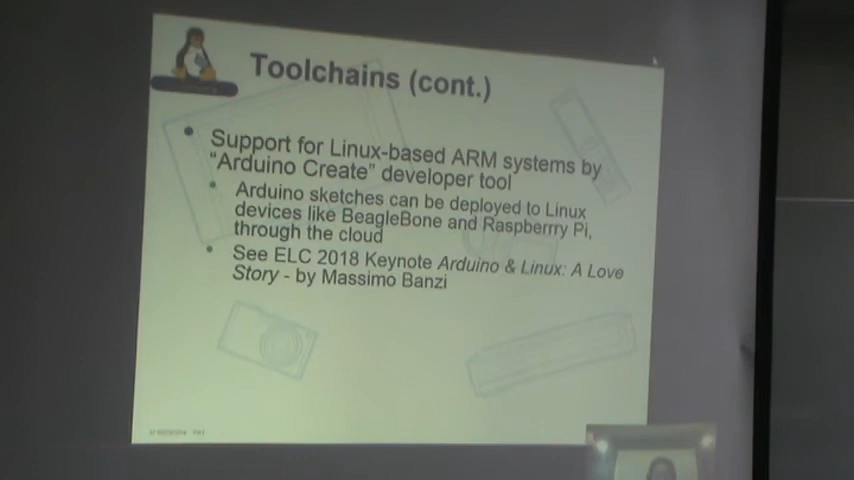 Toolchains (cont.)
Support for Linux-based ARM systems by
“Arduino Create” developer tool
Arduino sketches can be deployed to Linux
devices like BeagleBone and Raspberrry Pi,
through the cloud
See ELC 2018 Keynote Arduino & Linux: A Love
Story - by Massimo Banzi